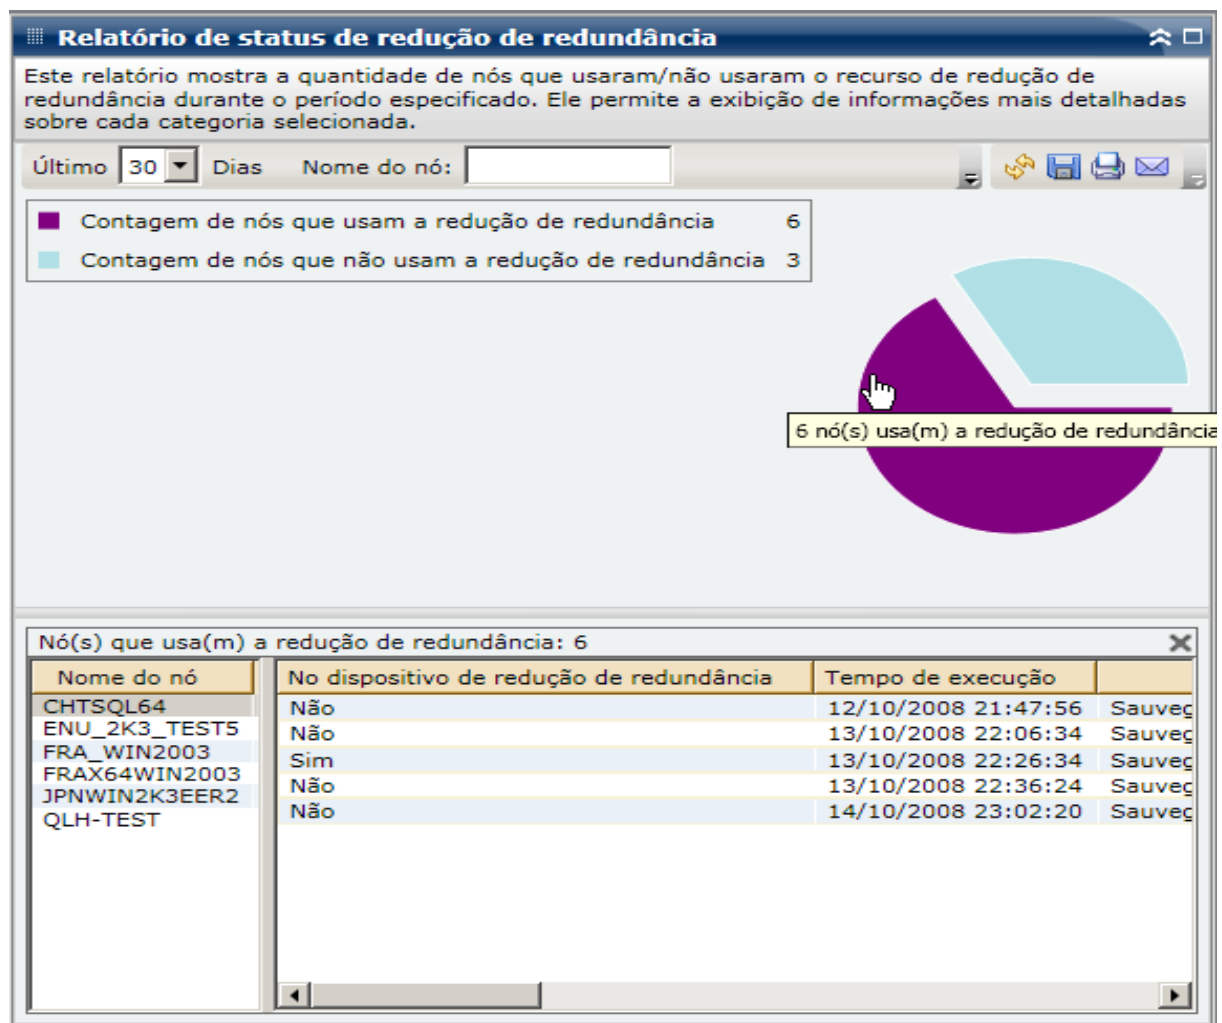 Relatório de status de redução de redundância
Este relatório mostra a quantidade de nós que usaram/não usaram o recurso de redução de
redundância durante o período especificado. Ele permite a exibição de informações mais detalhadas
sobre cada categoria selecionada.
Último 30 Dias Nome do nó:
Contagem de nós que usam a redução de redundância 6
Contagem de nós que não usam a redução de redundância 3
6 nó(s) usa(m) a redução de redundância
Nó(s) que usa(m) a redução de redundância: 6
Nome do nó No dispositivo de redução de redundância Tempo de execução
CHTSQL64 Não 12/10/2008 21:47:56 Sauveg
ENU_2K3_TEST5 Não 13/10/2008 22:06:34 Sauveg
FRA_WIN2003 Sim 13/10/2008 22:26:34 Sauveg
FRAX64WIN2003 Não 13/10/2008 22:36:24 Sauveg
JPNWIN2K3EER2 Não 14/10/2008 23:02:20 Sauveg
QLH-TEST